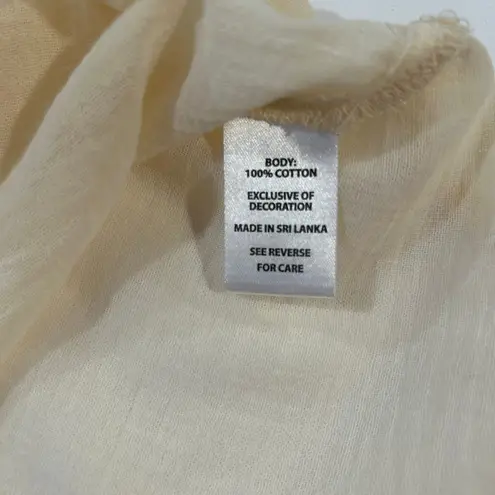 BODY:
100% COTTON
EXCLUSIVE OF
DECORATION
MADE IN SRI LANKA
SEE REVERSE
FOR CARE